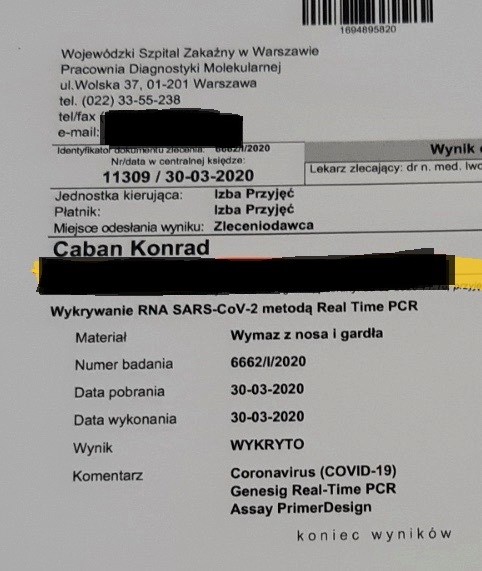 1694895820
Wojewódzki Szpital Zakaźny w Warszawie
Pracownia Diagnostyki Molekularnej
ul.Wolska 37, 01-201 Warszawa
tel. (022) 33-55-238
tel/fax (
e-mail:
Identyfikator dokumentu zlecenia: 6662/I/2020
Nr/data w centralnej księdze:
11309 / 30-03-2020
Wynik
Lekarz zlecający: dr n. med. Iwo
Jednostka kierująca: Izba Przyjęć
Płatnik: Izba Przyjęć
Miejsce odesłania wyniku: Zleceniodawca
Caban Konrad
Wykrywanie RNA SARS-CoV-2 metodą Real Time PCR
Materiał Wymaz z nosa i gardła
Numer badania 6662/I/2020
Data pobrania 30-03-2020
Data wykonania 30-03-2020
Wynik WYKRYTO
Komentarz Coronavirus (COVID-19)
Genesig Real-Time PCR
Assay PrimerDesign
koniec wyników